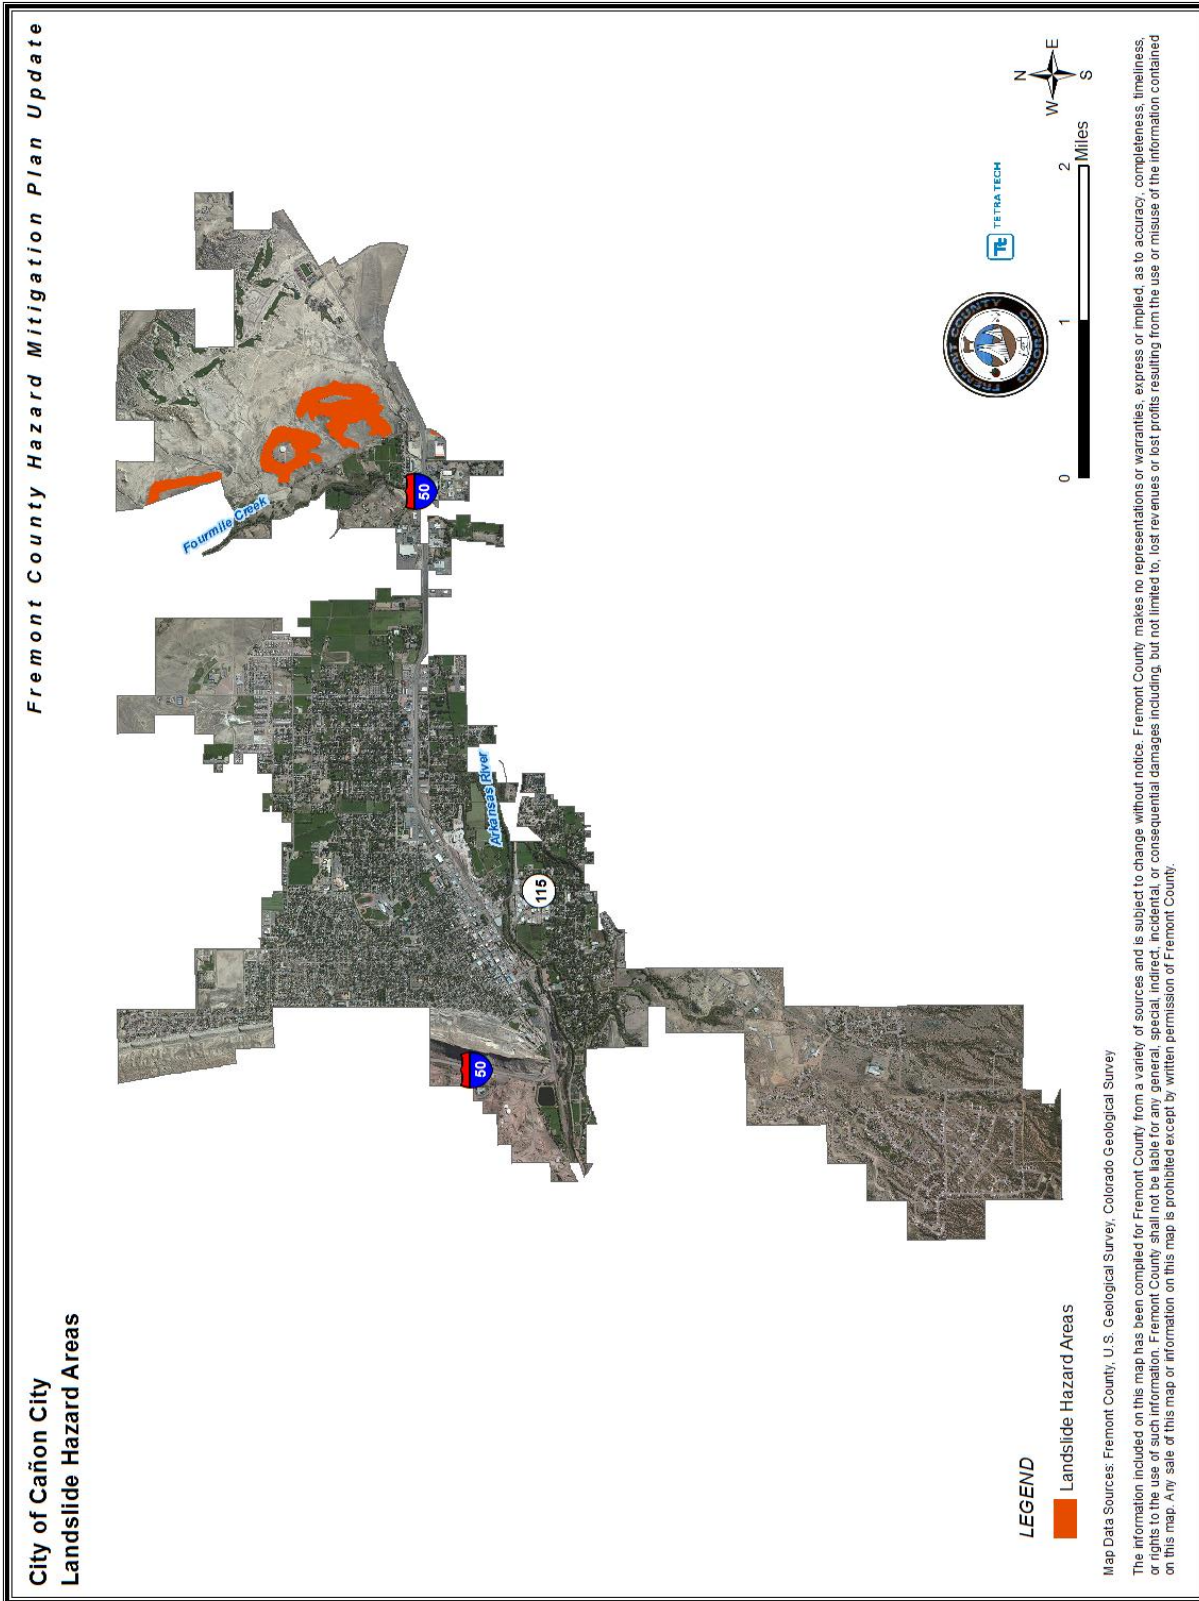 Fremont County Hazard Mitigation Plan Update
City of Cañon City
Landslide Hazard Areas
Fourmile Creek
50
Arkansas River
115
50
TETRA TECH
Tt
FREMONT COUNTY
COLORADO
N
W
E
S
0
1
2
Miles
LEGEND
Landslide Hazard Areas
Map Data Sources: Fremont County, U.S. Geological Survey, Colorado Geological Survey
The information included on this map has been compiled for Fremont County from a variety of sources and is subject to change without notice. Fremont County makes no representations or warranties, express or implied, as to accuracy, completeness, timeliness,
or rights to the use of such information. Fremont County shall not be liable for any general, special, indirect, incidental, or consequential damages including, but not limited to, lost revenues or lost profits resulting from the use or misuse of the information contained
on this map. Any sale of this map or information on this map is prohibited except by written permission of Fremont County.